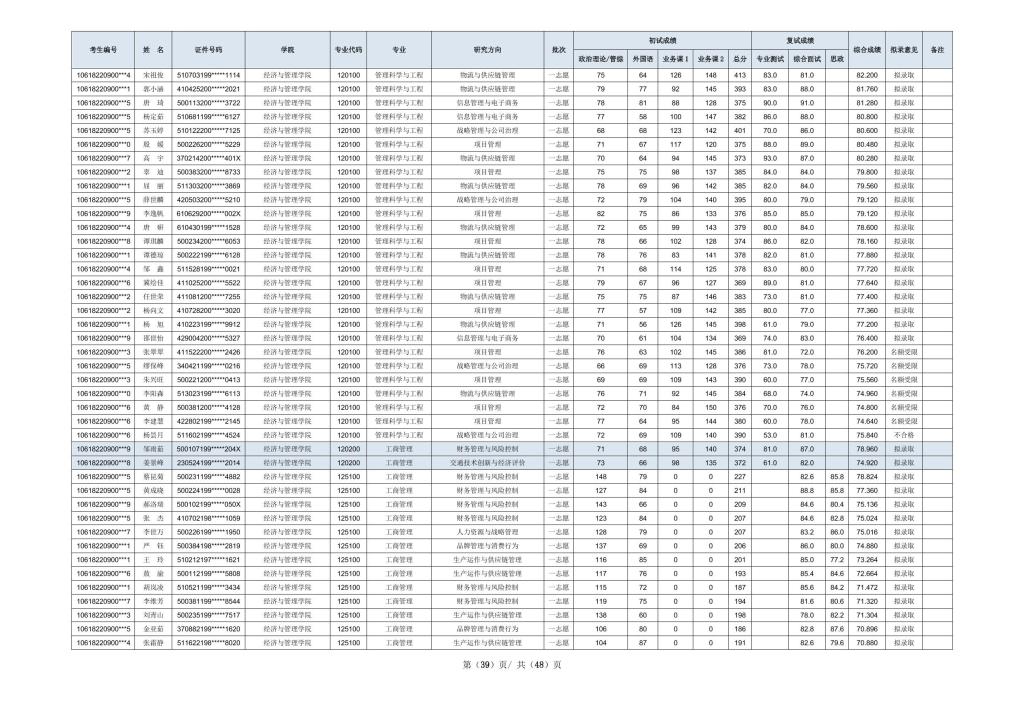 考生编号 姓 名 证件号码 学院 专业代码 专业 研究方向 批次 初试成绩 复试成绩 综合成绩 拟录意见 备注
政治理论/管综 外国语 业务课1 业务课2 总分 专业测试 综合面试 思政
10618220900***4 宋祖俊 510703199*****1114 经济与管理学院 120100 管理科学与工程 物流与供应链管理 一志愿 75 64 126 148 413 83.0 81.0 82.200 拟录取
10618220900***1 郭小涵 410425200*****2021 经济与管理学院 120100 管理科学与工程 物流与供应链管理 一志愿 79 77 92 145 393 83.0 88.0 81.760 拟录取
10618220900***5 唐 琦 500113200*****3722 经济与管理学院 120100 管理科学与工程 信息管理与电子商务 一志愿 78 81 88 128 375 90.0 91.0 81.280 拟录取
10618220900***5 杨定茹 510681199*****6127 经济与管理学院 120100 管理科学与工程 信息管理与电子商务 一志愿 77 58 100 147 382 86.0 88.0 80.800 拟录取
10618220900***5 苏玉婷 510122200*****7125 经济与管理学院 120100 管理科学与工程 战略管理与公司治理 一志愿 68 68 123 142 401 70.0 86.0 80.600 拟录取
10618220900***0 殷 媛 500226200*****5229 经济与管理学院 120100 管理科学与工程 项目管理 一志愿 71 67 117 120 375 88.0 89.0 80.480 拟录取
10618220900***7 高 宇 370214200*****401X 经济与管理学院 120100 管理科学与工程 物流与供应链管理 一志愿 70 64 94 145 373 93.0 87.0 80.280 拟录取
10618220900***2 辜 迪 500383200*****8733 经济与管理学院 120100 管理科学与工程 项目管理 一志愿 75 75 98 137 385 84.0 84.0 79.800 拟录取
10618220900***1 屈 丽 511303200*****3869 经济与管理学院 120100 管理科学与工程 物流与供应链管理 一志愿 78 69 96 142 385 82.0 84.0 79.560 拟录取
10618220900***5 薛世麟 420503200*****5210 经济与管理学院 120100 管理科学与工程 战略管理与公司治理 一志愿 72 79 104 140 395 80.0 79.0 79.120 拟录取
10618220900***9 李逸帆 610629200*****002X 经济与管理学院 120100 管理科学与工程 项目管理 一志愿 82 75 86 133 376 85.0 85.0 79.120 拟录取
10618220900***4 唐 妍 610430199*****1528 经济与管理学院 120100 管理科学与工程 物流与供应链管理 一志愿 72 65 99 143 379 80.0 84.0 78.600 拟录取
10618220900***8 谭琪麟 500234200*****6053 经济与管理学院 120100 管理科学与工程 项目管理 一志愿 78 66 102 128 374 86.0 82.0 78.160 拟录取
10618220900***1 谭德琼 500222199*****6128 经济与管理学院 120100 管理科学与工程 物流与供应链管理 一志愿 78 76 83 141 378 82.0 81.0 77.880 拟录取
10618220900***4 邹 鑫 511528199*****0021 经济与管理学院 120100 管理科学与工程 项目管理 一志愿 71 68 114 125 378 83.0 80.0 77.720 拟录取
10618220900***6 冀绘佳 411025200*****5522 经济与管理学院 120100 管理科学与工程 项目管理 一志愿 79 67 96 127 369 89.0 81.0 77.640 拟录取
10618220900***2 任世荣 411081200*****7255 经济与管理学院 120100 管理科学与工程 物流与供应链管理 一志愿 75 75 87 146 383 73.0 81.0 77.400 拟录取
10618220900***2 杨向文 410728200*****3020 经济与管理学院 120100 管理科学与工程 项目管理 一志愿 77 57 109 142 385 80.0 77.0 77.360 拟录取
10618220900***1 杨 旭 410223199*****9912 经济与管理学院 120100 管理科学与工程 物流与供应链管理 一志愿 71 56 126 145 398 61.0 79.0 77.200 拟录取
10618220900***9 邵世怡 429004200*****5327 经济与管理学院 120100 管理科学与工程 信息管理与电子商务 一志愿 70 61 104 134 369 74.0 83.0 76.400 拟录取
10618220900***3 张翠翠 411522200*****2426 经济与管理学院 120100 管理科学与工程 项目管理 一志愿 76 63 102 145 386 81.0 72.0 76.200 名额受限
10618220900***5 缪保峰 340421199*****0216 经济与管理学院 120100 管理科学与工程 战略管理与公司治理 一志愿 66 69 113 128 376 73.0 78.0 75.720 名额受限
10618220900***3 朱兴旺 500221200*****0413 经济与管理学院 120100 管理科学与工程 项目管理 一志愿 69 69 109 143 390 60.0 77.0 75.560 名额受限
10618220900***0 李阳森 513023199*****6113 经济与管理学院 120100 管理科学与工程 物流与供应链管理 一志愿 76 71 92 145 384 68.0 74.0 74.960 名额受限
10618220900***6 黄 静 500381200*****4128 经济与管理学院 120100 管理科学与工程 项目管理 一志愿 72 70 84 150 376 70.0 76.0 74.800 名额受限
10618220900***6 李建慧 422802199*****2145 经济与管理学院 120100 管理科学与工程 项目管理 一志愿 77 64 95 144 380 60.0 78.0 74.640 名额受限
10618220900***6 杨昙月 511602199*****4524 经济与管理学院 120100 管理科学与工程 战略管理与公司治理 一志愿 72 69 109 140 390 53.0 81.0 75.840 不合格
10618220900***9 邹雨茹 500107199*****204X 经济与管理学院 120200 工商管理 财务管理与风险控制 一志愿 71 68 95 140 374 81.0 87.0 78.960 拟录取
10618220900***8 姜景峰 230524199*****2014 经济与管理学院 120200 工商管理 交通技术创新与经济评价 一志愿 73 66 98 135 372 61.0 82.0 74.920 拟录取
10618220900***5 蔡昆菊 500231199*****4882 经济与管理学院 125100 工商管理 财务管理与风险控制 一志愿 148 79 0 0 227 82.6 85.8 78.824 拟录取
10618220900***5 黄成晓 500224199*****0028 经济与管理学院 125100 工商管理 财务管理与风险控制 一志愿 127 84 0 0 211 88.8 85.8 77.360 拟录取
10618220900***9 郝洛瑶 500102199*****050X 经济与管理学院 125100 工商管理 财务管理与风险控制 一志愿 143 66 0 0 209 84.6 80.4 75.136 拟录取
10618220900***5 张 杰 410702198*****1059 经济与管理学院 125100 工商管理 财务管理与风险控制 一志愿 123 84 0 0 207 84.6 82.8 75.024 拟录取
10618220900***7 李世万 500226199*****1950 经济与管理学院 125100 工商管理 人力资源与战略管理 一志愿 128 79 0 0 207 83.2 86.0 75.016 拟录取
10618220900***1 严 钰 500384198*****2819 经济与管理学院 125100 工商管理 品牌管理与消费行为 一志愿 137 69 0 0 206 86.0 80.0 74.880 拟录取
10618220900***1 王 玲 510212197*****1621 经济与管理学院 125100 工商管理 生产运作与供应链管理 一志愿 116 85 0 0 201 85.0 77.2 73.264 拟录取
10618220900***6 黄 渝 500112199*****5808 经济与管理学院 125100 工商管理 生产运作与供应链管理 一志愿 117 76 0 0 193 85.4 84.6 72.664 拟录取
10618220900***1 胡岚凌 510521199*****3434 经济与管理学院 125100 工商管理 财务管理与风险控制 一志愿 115 72 0 0 187 85.6 84.2 71.472 拟录取
10618220900***7 李维芳 500381199*****8544 经济与管理学院 125100 工商管理 财务管理与风险控制 一志愿 119 75 0 0 194 81.6 80.6 71.320 拟录取
10618220900***3 刘青山 500235199*****7517 经济与管理学院 125100 工商管理 生产运作与供应链管理 一志愿 138 60 0 0 198 78.0 82.2 71.304 拟录取
10618220900***5 金亚茹 370882199*****1620 经济与管理学院 125100 工商管理 品牌管理与消费行为 一志愿 106 80 0 0 186 82.8 87.6 70.896 拟录取
10618220900***4 张霜静 511622198*****8020 经济与管理学院 125100 工商管理 生产运作与供应链管理 一志愿 104 87 0 0 191 82.6 79.6 70.880 拟录取
第（39）页/ 共（48）页